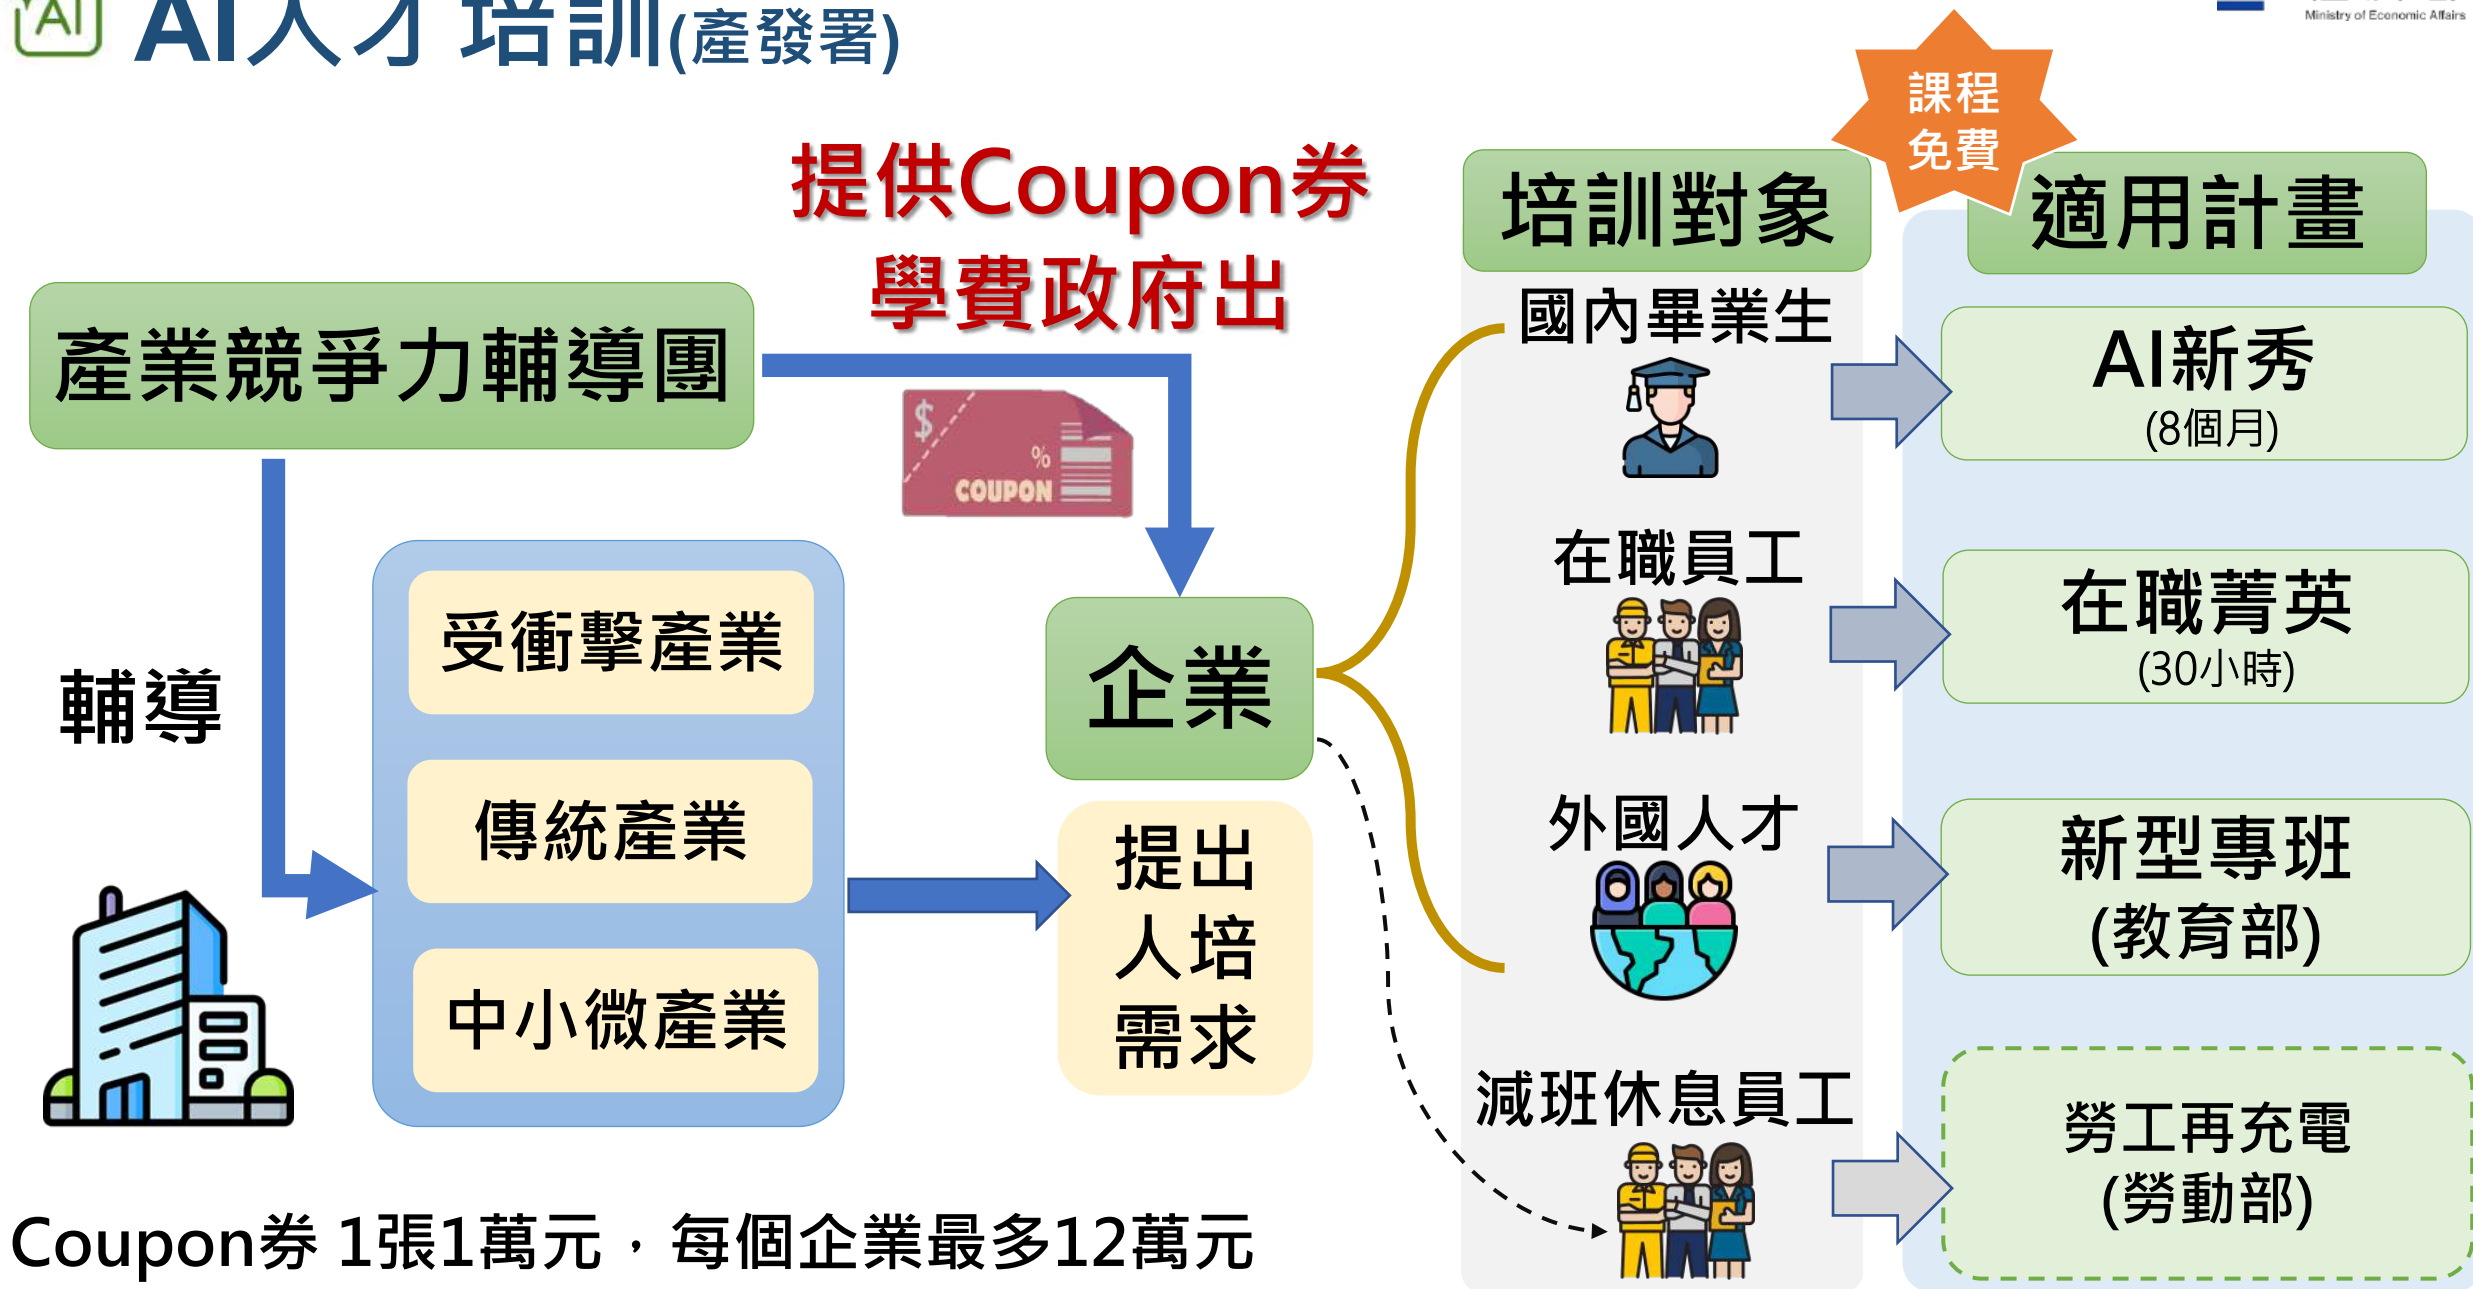 AI
AI人才培訓(產發署)
Ministry of Economic Affairs
課程
免費
提供Coupon券
學費政府出
產業競爭力輔導團
$
%
COUPON
輔導
受衝擊產業
傳統產業
中小微產業
企業
提出
人培
需求
培訓對象
適用計畫
國內畢業生
AI新秀
(8個月)
在職員工
在職菁英
(30小時)
外國人才
新型專班
(教育部)
減班休息員工
勞工再充電
(勞動部)
Coupon券 1張1萬元，每個企業最多12萬元